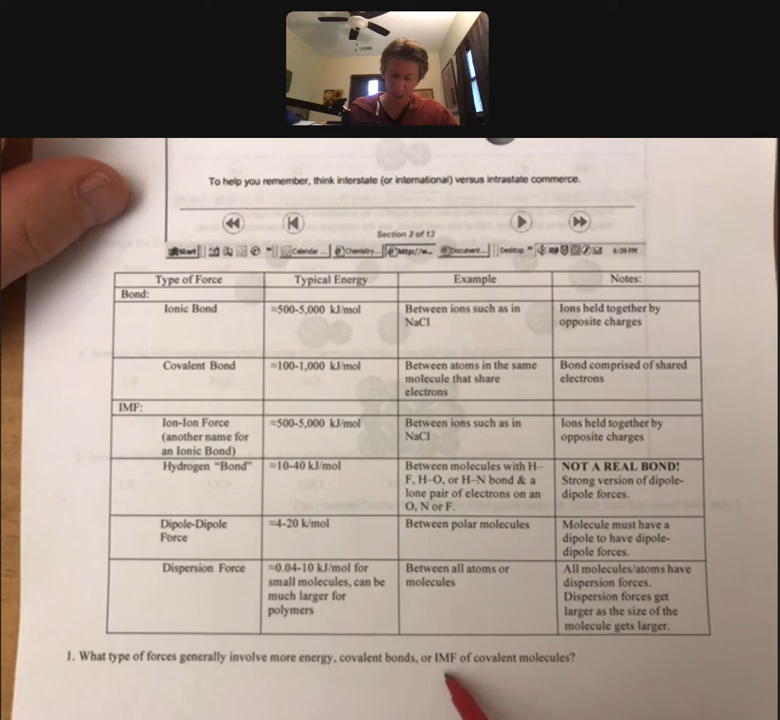 To help you remember, think interstate (or international) versus intrastate commerce.
Section 2 of 13
Start
Calendar ...
Chemistry...
http://w...
Document...
Desktop
6:39 PM
Type of Force
Typical Energy
Example
Notes:
Bond:
Ionic Bond
≈500-5,000 kJ/mol
Between ions such as in
NaCl
Ions held together by
opposite charges
Covalent Bond
≈100-1,000 kJ/mol
Between atoms in the same
molecule that share
electrons
Bond comprised of shared
electrons
IMF:
Ion-Ion Force
(another name for
an Ionic Bond)
≈500-5,000 kJ/mol
Between ions such as in
NaCl
Ions held together by
opposite charges
Hydrogen "Bond"
≈10-40 kJ/mol
Between molecules with H–
F, H-O, or H–N bond & a
lone pair of electrons on an
O, N or F.
NOT A REAL BOND!
Strong version of dipole-
dipole forces.
Dipole-Dipole
Force
≈4-20 k/mol
Between polar molecules
Molecule must have a
dipole to have dipole-
dipole forces.
Dispersion Force
≈0.04-10 kJ/mol for
small molecules, can be
much larger for
polymers
Between all atoms or
molecules
All molecules/atoms have
dispersion forces.
Dispersion forces get
larger as the size of the
molecule gets larger.
1. What type of forces generally involve more energy, covalent bonds, or IMF of covalent molecules?